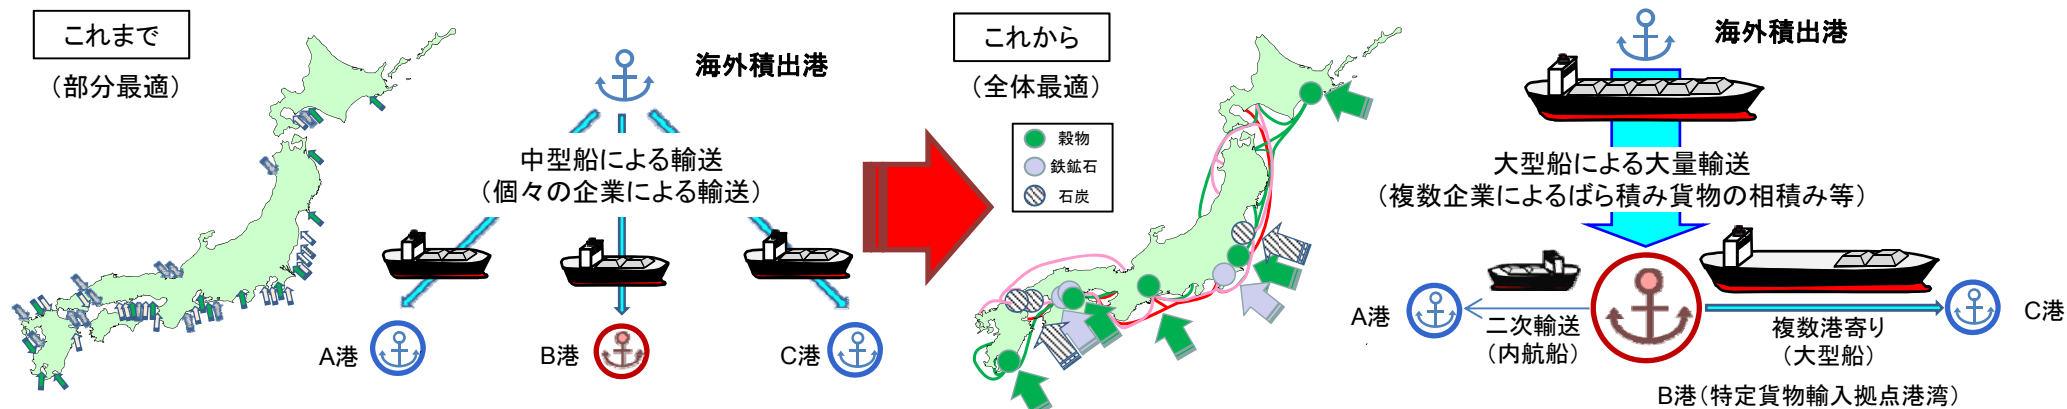 これまで
(部分最適)
海外積出港
中型船による輸送
(個々の企業による輸送)
A港
B港
C港
これから
(全体最適)
穀物
鉄鉱石
石炭
海外積出港
大型船による大量輸送
(複数企業によるばら積み貨物の相積み等)
A港
二次輸送
(内航船)
複数港寄り
(大型船)
C港
B港(特定貨物輸入拠点港湾)